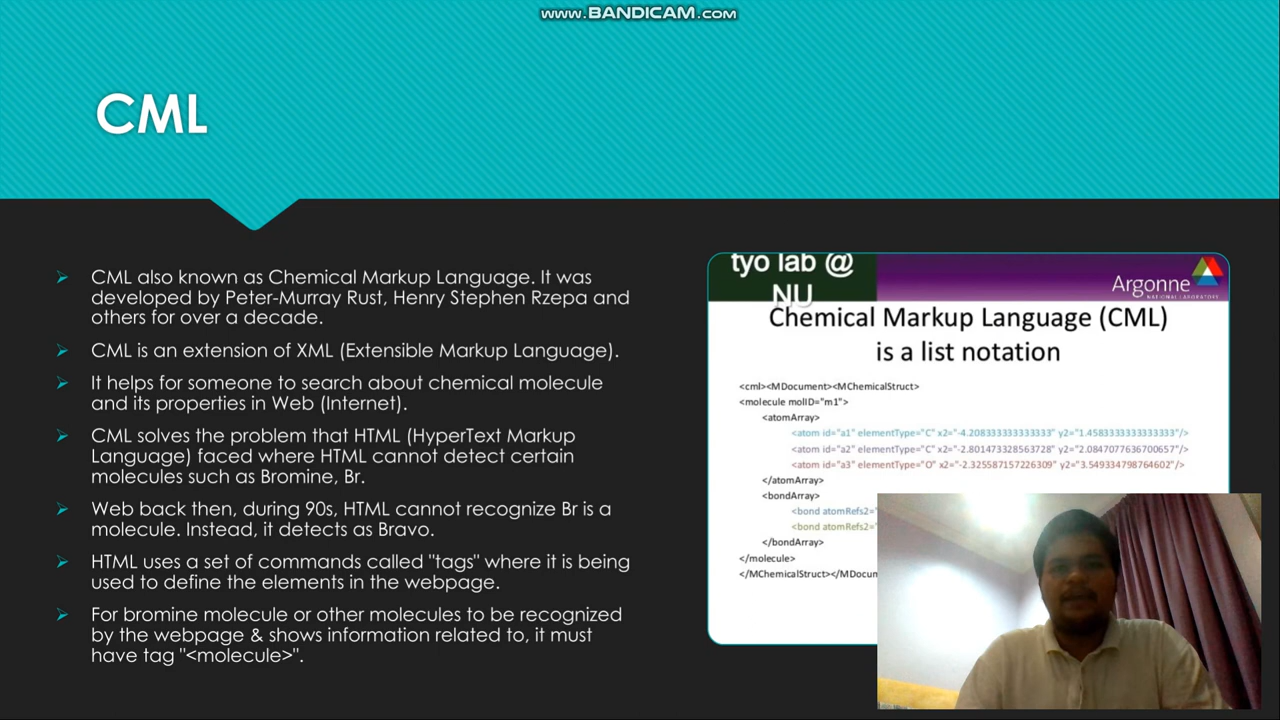 www.BANDICAM.com
CML
CML also known as Chemical Markup Language. It was
developed by Peter-Murray Rust, Henry Stephen Rzepa and
others for over a decade.
CML is an extension of XML (Extensible Markup Language).
It helps for someone to search about chemical molecule
and its properties in Web (Internet).
CML solves the problem that HTML (HyperText Markup
Language) faced where HTML cannot detect certain
molecules such as Bromine, Br.
Web back then, during 90s, HTML cannot recognize Br is a
molecule. Instead, it detects as Bravo.
HTML uses a set of commands called "tags" where it is being
used to define the elements in the webpage.
For bromine molecule or other molecules to be recognized
by the webpage & shows information related to, it must
have tag "<molecule>".
tyo lab @
NU
Argonne
NATIONAL LABORATORY
Chemical Markup Language (CML)
is a list notation
<cml><MDocument><MChemicalStruct>
<molecule molID="m1">
<atomArray>
<atom id="a1" elementType="C" x2="-4.208333333333333" y2="1.4583333333333333"/>
<atom id="a2" elementType="C" x2="-2.801473328563728" y2="2.0847077636700657"/>
<atom id="a3" elementType="O" x2="-2.325587157226309" y2="3.549334798764602"/>
</atomArray>
<bondArray>
<bond atomRefs2="
<bond atomRefs2="
</bondArray>
</molecule>
</MChemicalStruct></MDocum